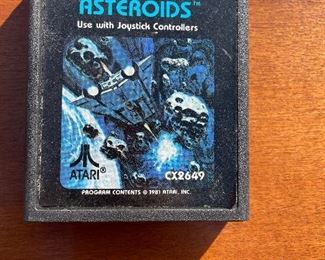 ASTEROIDS™
Use with Joystick Controllers
ATARI®
CX2649
PROGRAM CONTENTS © 1981 ATARI, INC.